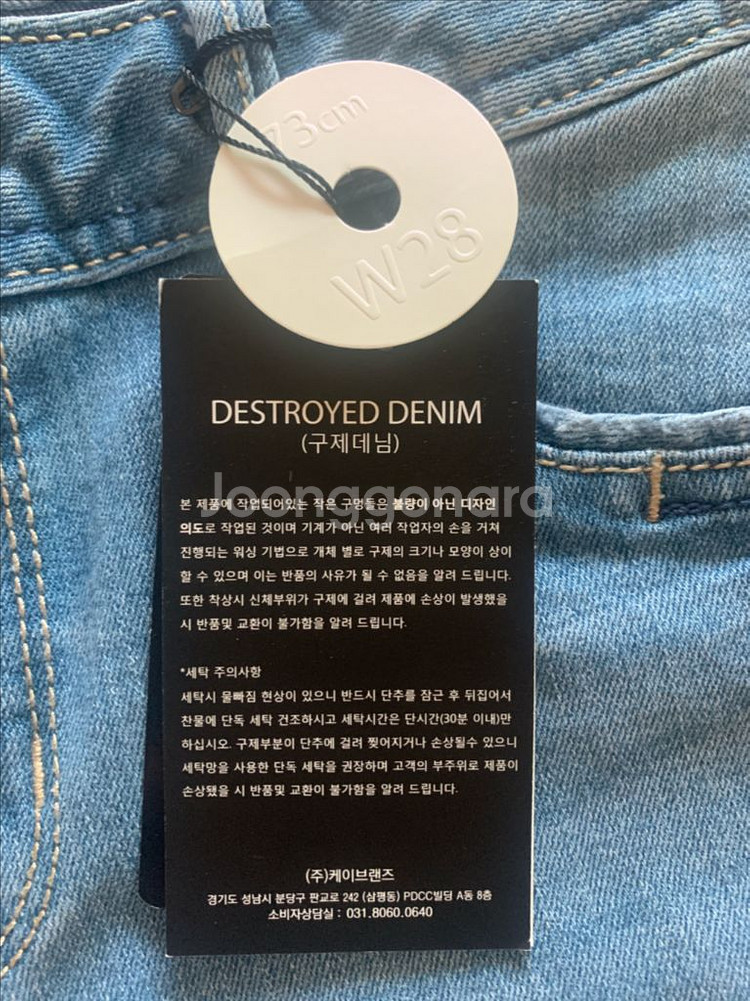 73cm
W28
DESTROYED DENIM
(구제데님)
joonggonara
본 제품에 작업되어있는 작은 구멍들은 불량이 아닌 디자인
의도로 작업된 것이며 기계가 아닌 여러 작업자의 손을 거쳐
진행되는 워싱 기법으로 개체 별로 구제의 크기나 모양이 상이
할 수 있으며 이는 반품의 사유가 될 수 없음을 알려 드립니다.
또한 착상시 신체부위가 구제에 걸려 제품에 손상이 발생했을
시 반품및 교환이 불가함을 알려 드립니다.
*세탁 주의사항
세탁시 물빠짐 현상이 있으니 반드시 단추를 잠근 후 뒤집어서
찬물에 단독 세탁 건조하시고 세탁시간은 단시간(30분 이내)만
하십시오. 구제부분이 단추에 걸려 찢어지거나 손상될수 있으니
세탁망을 사용한 단독 세탁을 권장하며 고객의 부주위로 제품이
손상됐을 시 반품및 교환이 불가함을 알려 드립니다.
(주)케이브랜즈
경기도 성남시 분당구 판교로 242 (삼평동) PDCC빌딩 A동 8층
소비자상담실 : 031.8060.0640